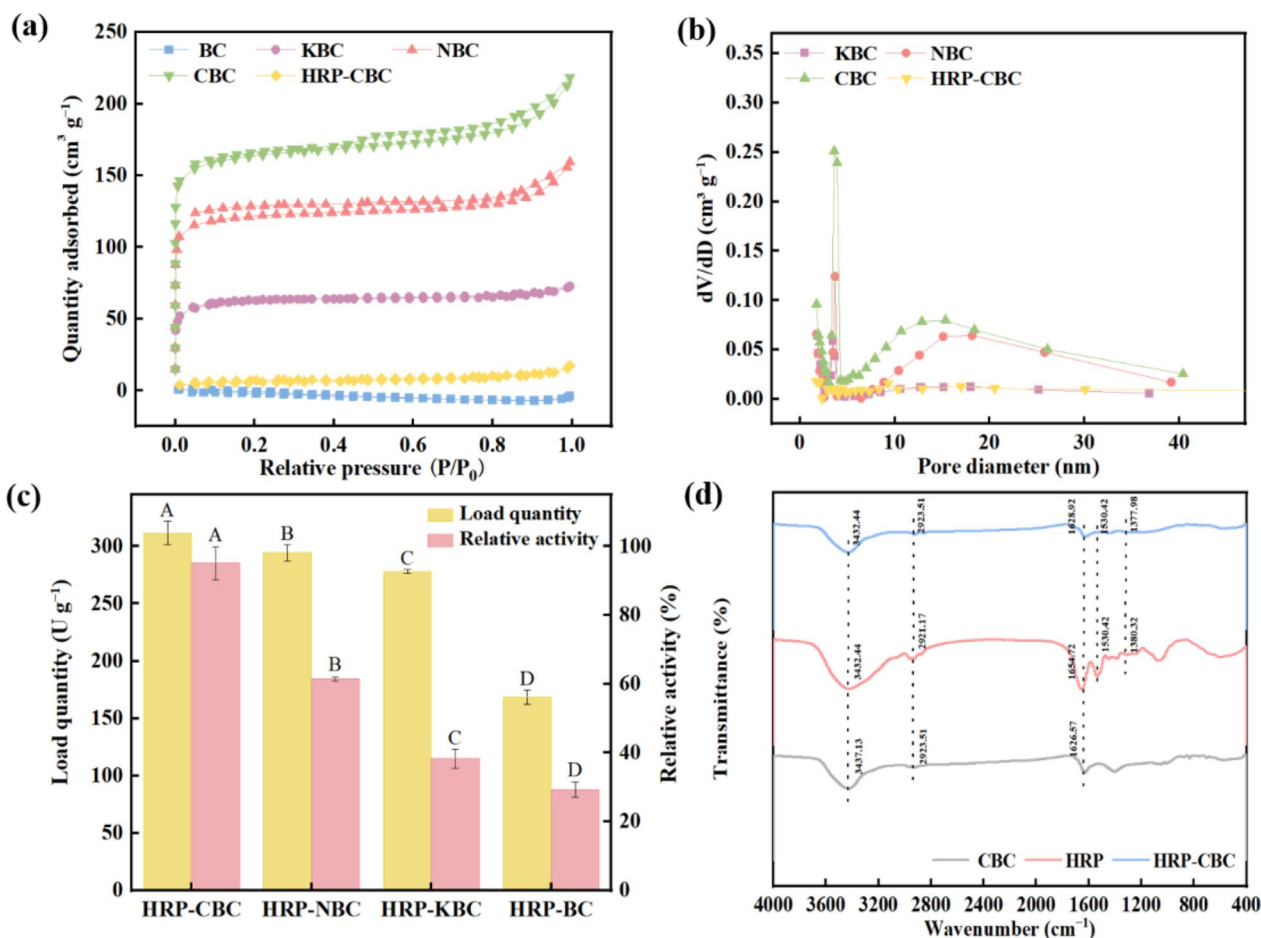 (a)
BC KBC NBC
CBC HRP-CBC
Quantity adsorbed (cm³ g⁻¹)
250
200
150
100
50
0
0.0 0.2 0.4 0.6 0.8 1.0
Relative pressure (P/P₀)
(b)
KBC NBC
CBC HRP-CBC
dV/dD (cm³ g⁻¹)
0.35
0.30
0.25
0.20
0.15
0.10
0.05
0.00
0 10 20 30 40
Pore diameter (nm)
(c)
Load quantity
Relative activity
Load quantity (U g⁻¹)
300
250
200
150
100
50
0
A A B B C C D D
Relative activity (%)
100
80
60
40
20
0
HRP-CBC HRP-NBC HRP-KBC HRP-BC
(d)
Transmittance (%)
3432.44 2923.51 1628.92 1530.42 1377.98
3432.44 2921.17 1654.72 1530.42 1380.32
3437.13 2923.51 1626.57
CBC HRP HRP-CBC
4000 3600 2800 2200 1600 1200 800 400
Wavenumber (cm⁻¹)